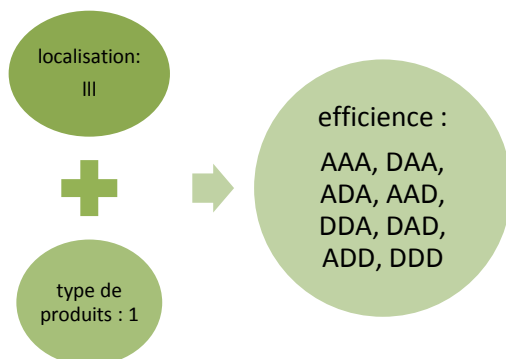 localisation:
III
type de
produits : 1
efficience :
AAA, DAA,
ADA, AAD,
DDA, DAD,
ADD, DDD